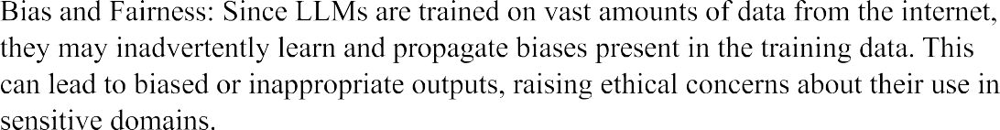 Bias and Fairness: Since LLMs are trained on vast amounts of data from the internet,
they may inadvertently learn and propagate biases present in the training data. This
can lead to biased or inappropriate outputs, raising ethical concerns about their use in
sensitive domains.